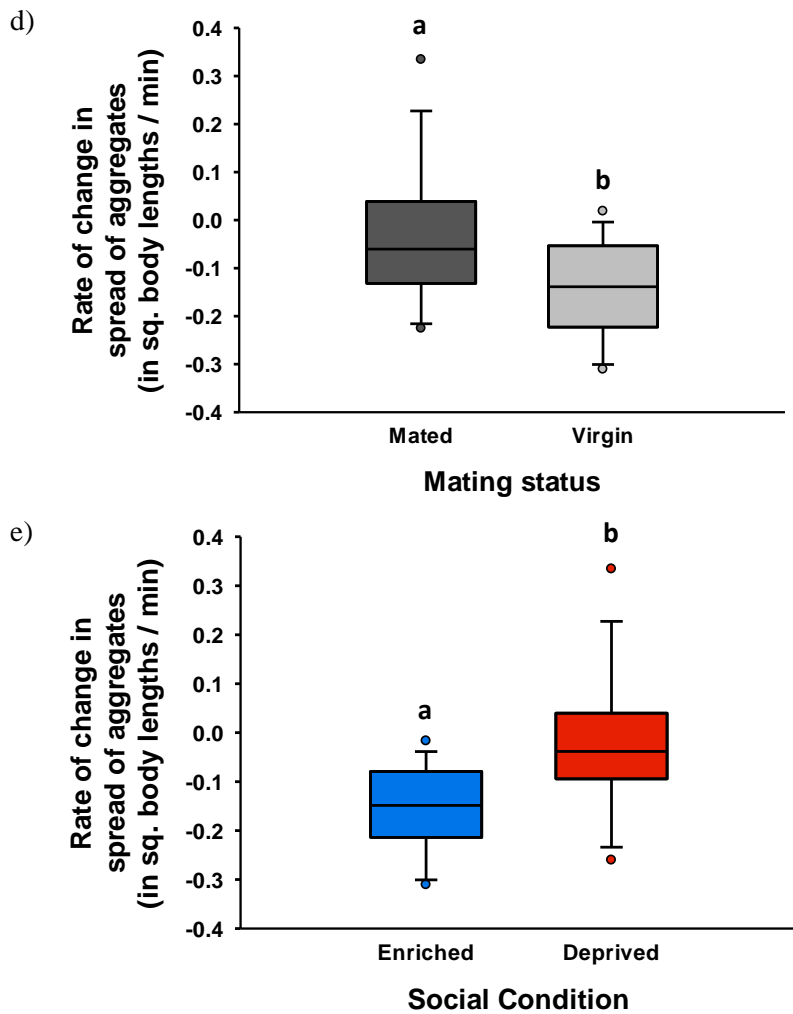 d)
Rate of change in
spread of aggregates
(in sq. body lengths / min)
0.4
0.3
0.2
0.1
0.0
-0.1
-0.2
-0.3
-0.4
a
b
Mated
Virgin
Mating status
e)
Rate of change in
spread of aggregates
(in sq. body lengths / min)
0.4
0.3
0.2
0.1
0.0
-0.1
-0.2
-0.3
-0.4
a
b
Enriched
Deprived
Social Condition